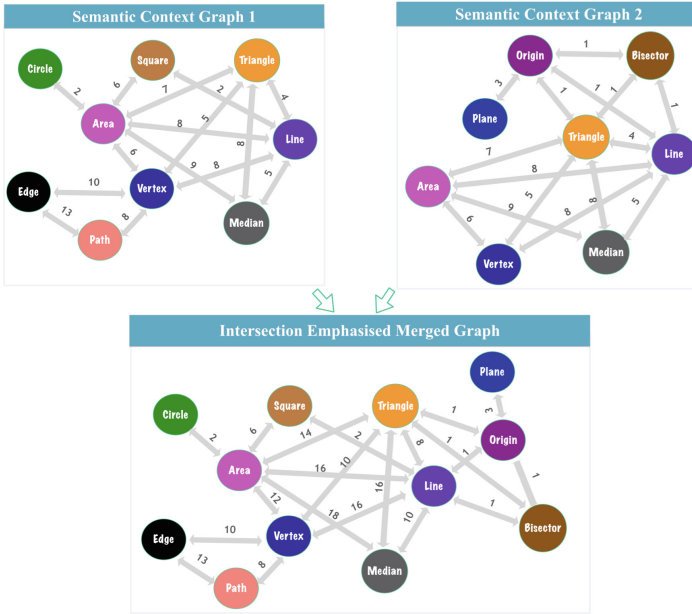 Semantic Context Graph 1
Circle
Square
Triangle
2
6
7
2
4
5
Area
8
Line
6
9
8
8
5
Edge
10
Vertex
13
8
Path
Median
Semantic Context Graph 2
Origin
1
Bisector
3
1
1
1
1
Plane
Triangle
4
Line
7
8
Area
5
9
8
8
5
6
Vertex
Median
Intersection Emphasised Merged Graph
Plane
Circle
Square
Triangle
3
2
6
14
2
1
8
1
1
Origin
Area
10
16
16
Line
1
12
18
16
10
1
Edge
10
Vertex
Bisector
13
8
Path
Median